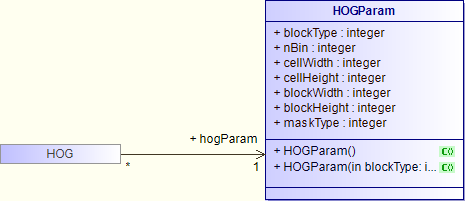 HOGParam
+ blockType : integer
+ nBin : integer
+ cellWidth : integer
+ cellHeight : integer
+ blockWidth : integer
+ blockHeight : integer
+ maskType : integer
+ HOGParam()
+ HOGParam(in blockType: i...
+ hogParam
HOG
*
1